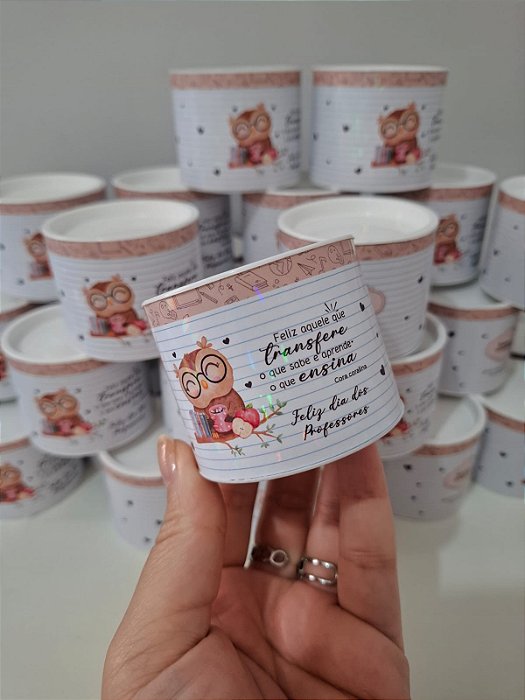 Feliz aquele que
transfere
o que sabe e aprende
o que ensina
Cora coralina
Feliz dia dos
Professores